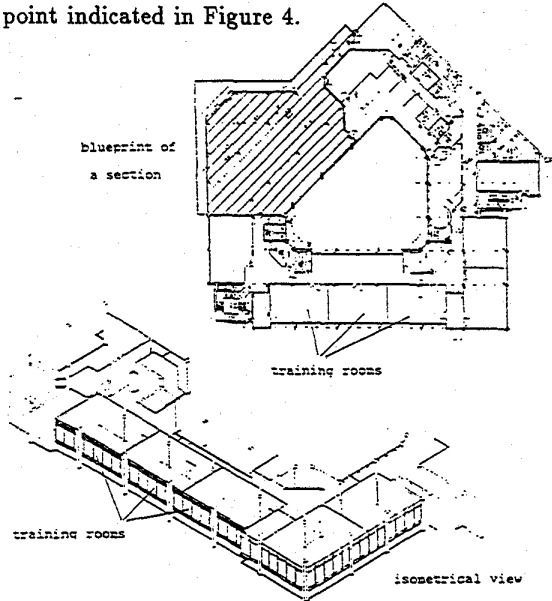 point indicated in Figure 4.
blueprint of
a section
training rooms
training rooms
isometrical view